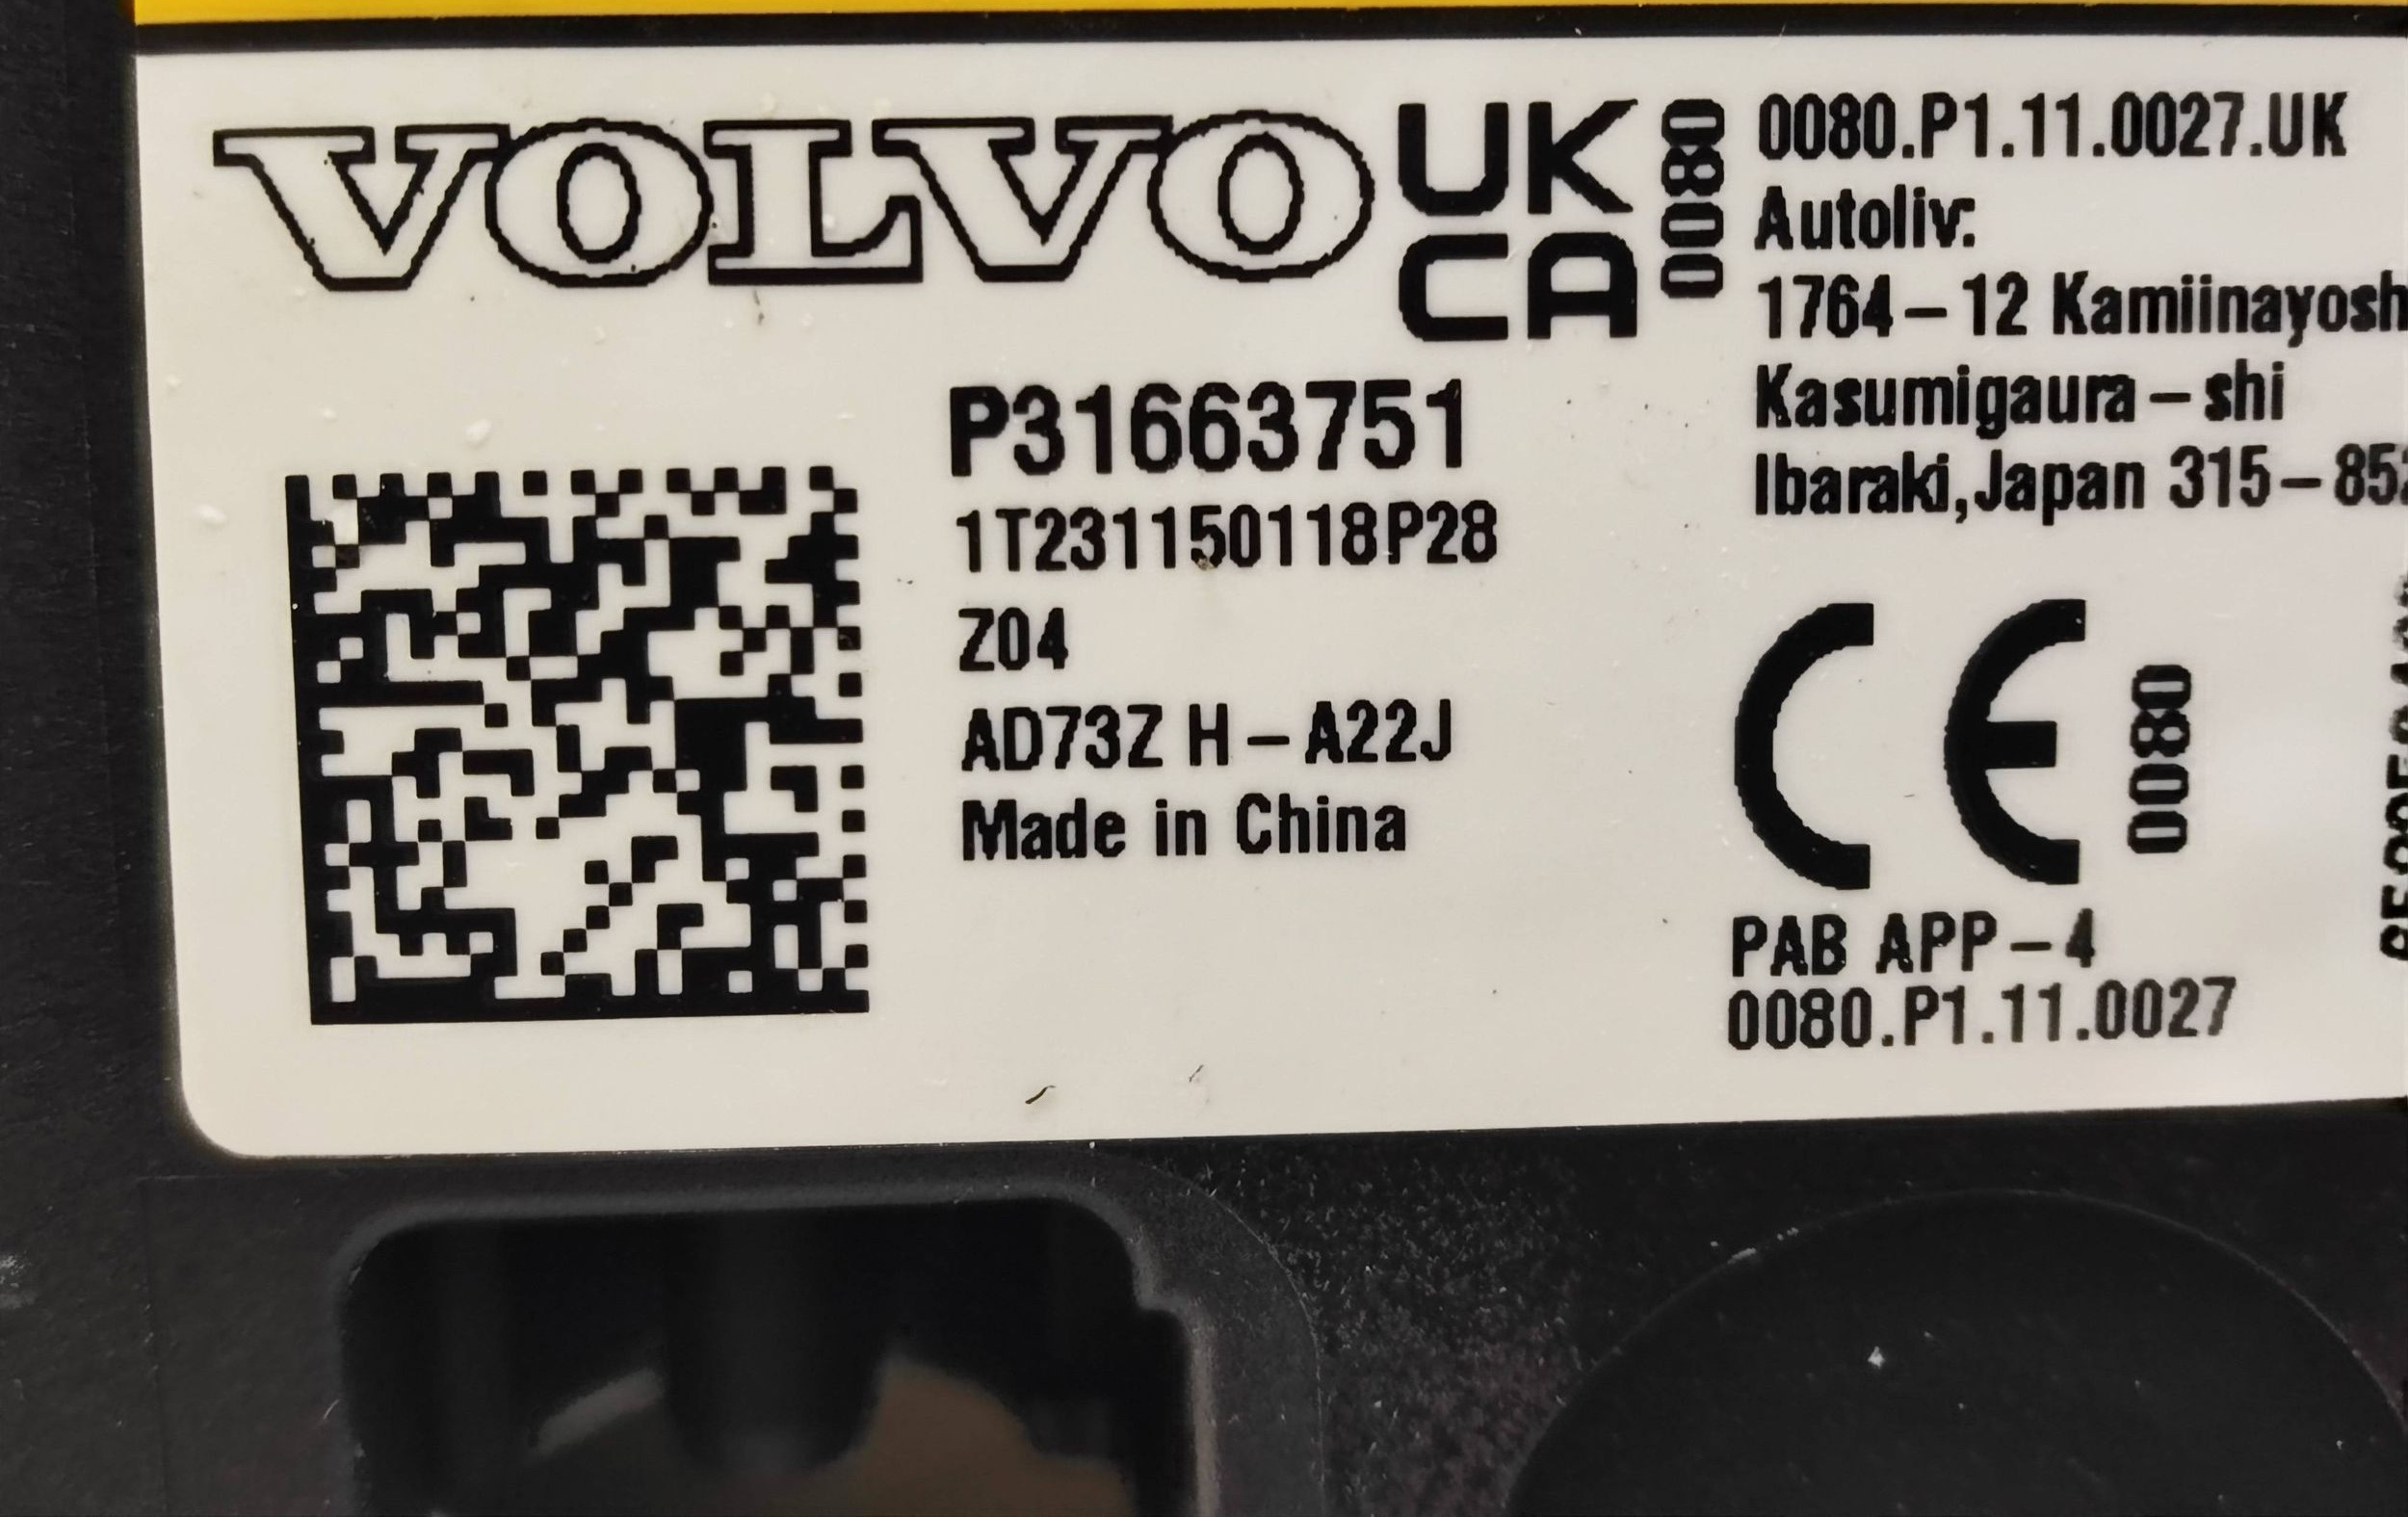 VOLVO
UK
CA
0080
P31663751
1T231150118P28
Z04
AD73Z H-A22J
Made in China
0080.P1.11.0027.UK
Autoliv:
1764-12 Kamiinayosh
Kasumigaura-shi
Ibaraki,Japan 315-85
CE
0080
PAB APP-4
0080.P1.11.0027